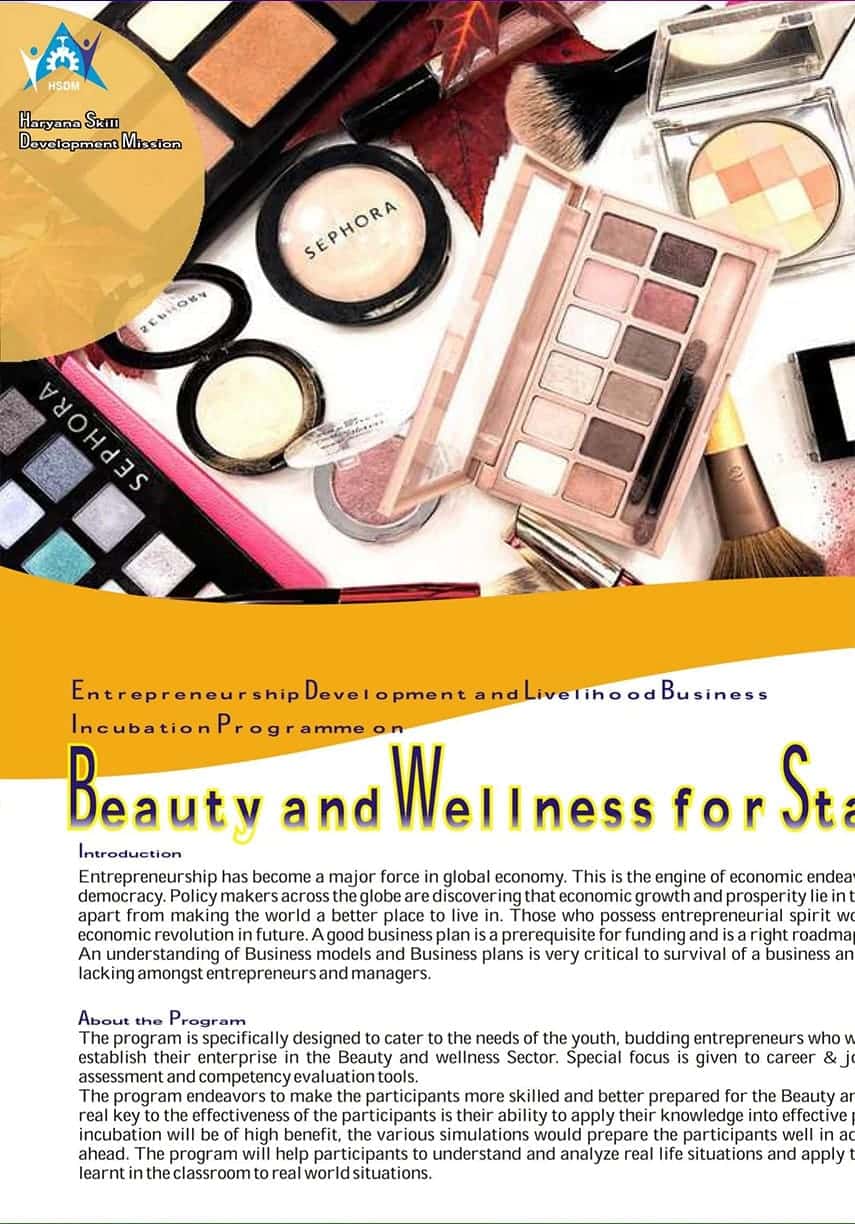 HSDM
Haryana Skill
Development Mission
SEPHORA
SEPHORA
SEPHORA
Entrepreneurship Development and Livelihood Business
Incubation Programme on
Beauty and Wellness for Sta
Introduction
Entrepreneurship has become a major force in global economy. This is the engine of economic endeav
democracy. Policy makers across the globe are discovering that economic growth and prosperity lie in t
apart from making the world a better place to live in. Those who possess entrepreneurial spirit wo
economic revolution in future. A good business plan is a prerequisite for funding and is a right roadmap
An understanding of Business models and Business plans is very critical to survival of a business an
lacking amongst entrepreneurs and managers.
About the Program
The program is specifically designed to cater to the needs of the youth, budding entrepreneurs who w
establish their enterprise in the Beauty and wellness Sector. Special focus is given to career & jo
assessment and competency evaluation tools.
The program endeavors to make the participants more skilled and better prepared for the Beauty an
real key to the effectiveness of the participants is their ability to apply their knowledge into effective p
incubation will be of high benefit, the various simulations would prepare the participants well in ad
ahead. The program will help participants to understand and analyze real life situations and apply t
learnt in the classroom to real world situations.